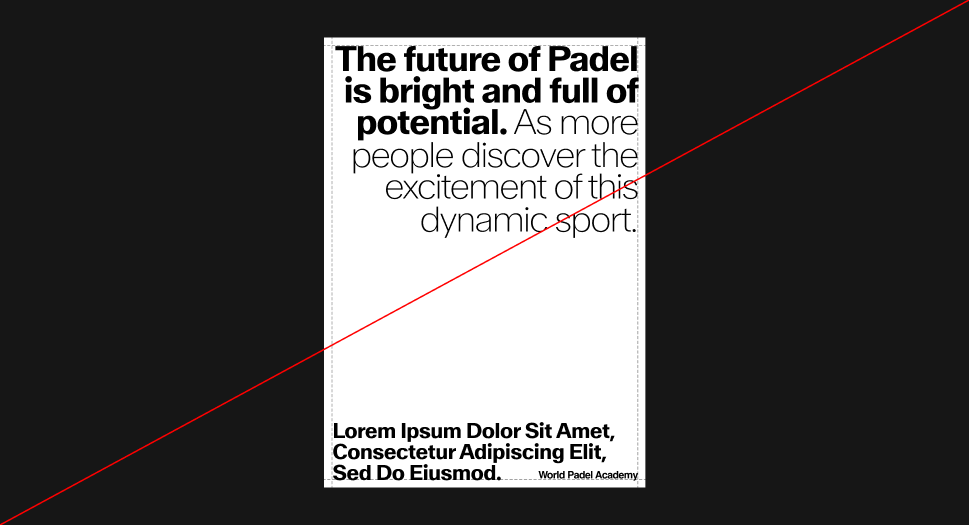 The future of Padel
is bright and full of
potential. As more
people discover the
excitement of this
dynamic sport.
Lorem Ipsum Dolor Sit Amet,
Consectetur Adipiscing Elit,
Sed Do Eiusmod.
World Padel Academy